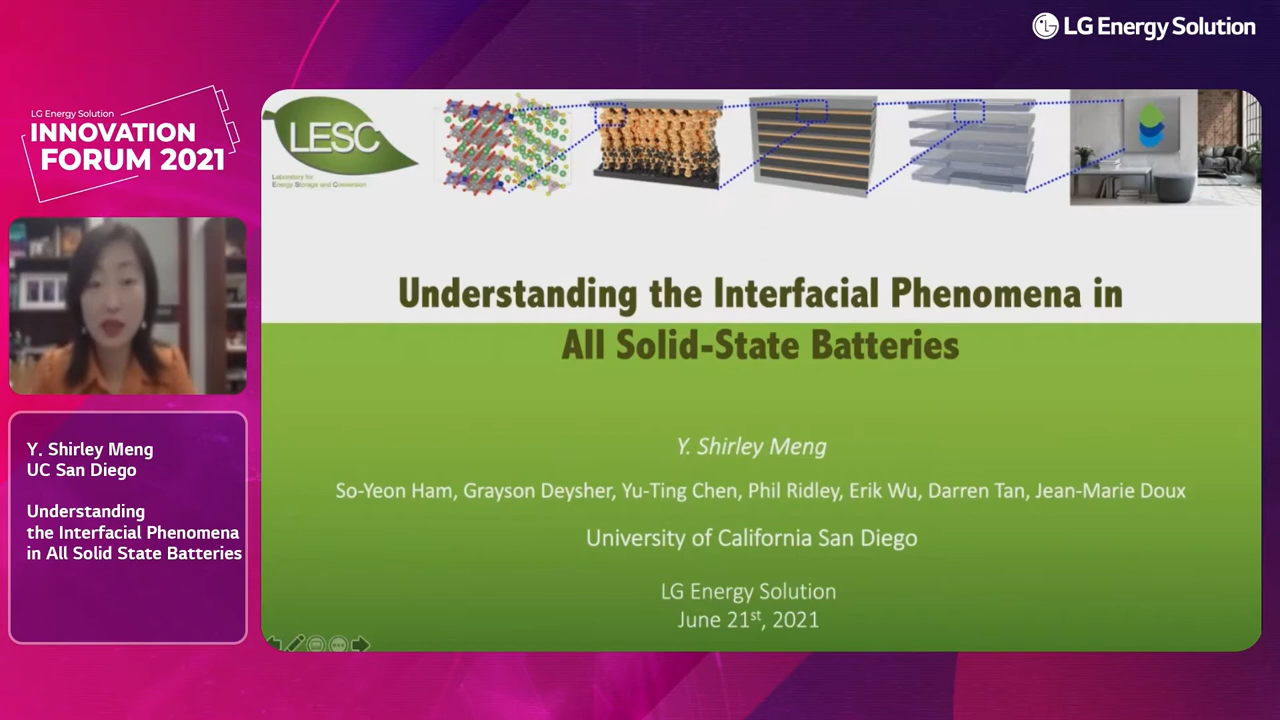 LG Energy Solution
LG Energy Solution
INNOVATION
FORUM 2021
LESC
Laboratory for
Energy Storage and Conversion
Understanding the Interfacial Phenomena in
All Solid-State Batteries
Y. Shirley Meng
So-Yeon Ham, Grayson Deysher, Yu-Ting Chen, Phil Ridley, Erik Wu, Darren Tan, Jean-Marie Doux
University of California San Diego
LG Energy Solution
June 21st, 2021
Y. Shirley Meng
UC San Diego
Understanding
the Interfacial Phenomena
in All Solid State Batteries